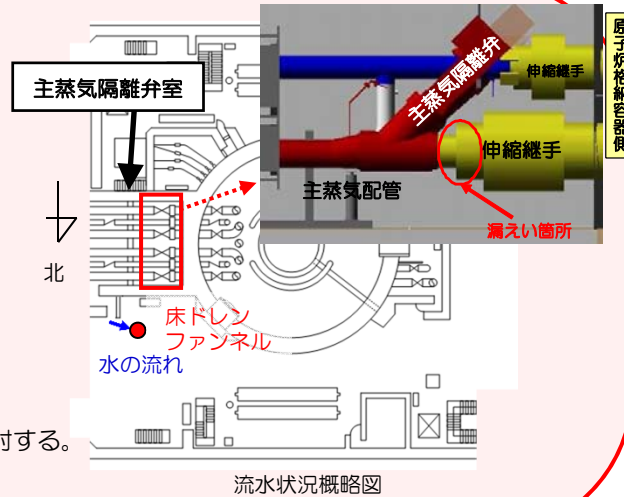 原子炉格納容器側
伸縮継手
主蒸気隔離弁
主蒸気隔離弁室
伸縮継手
主蒸気配管
漏えい箇所
北
床ドレン
ファンネル
水の流れ
討する。
流水状況概略図